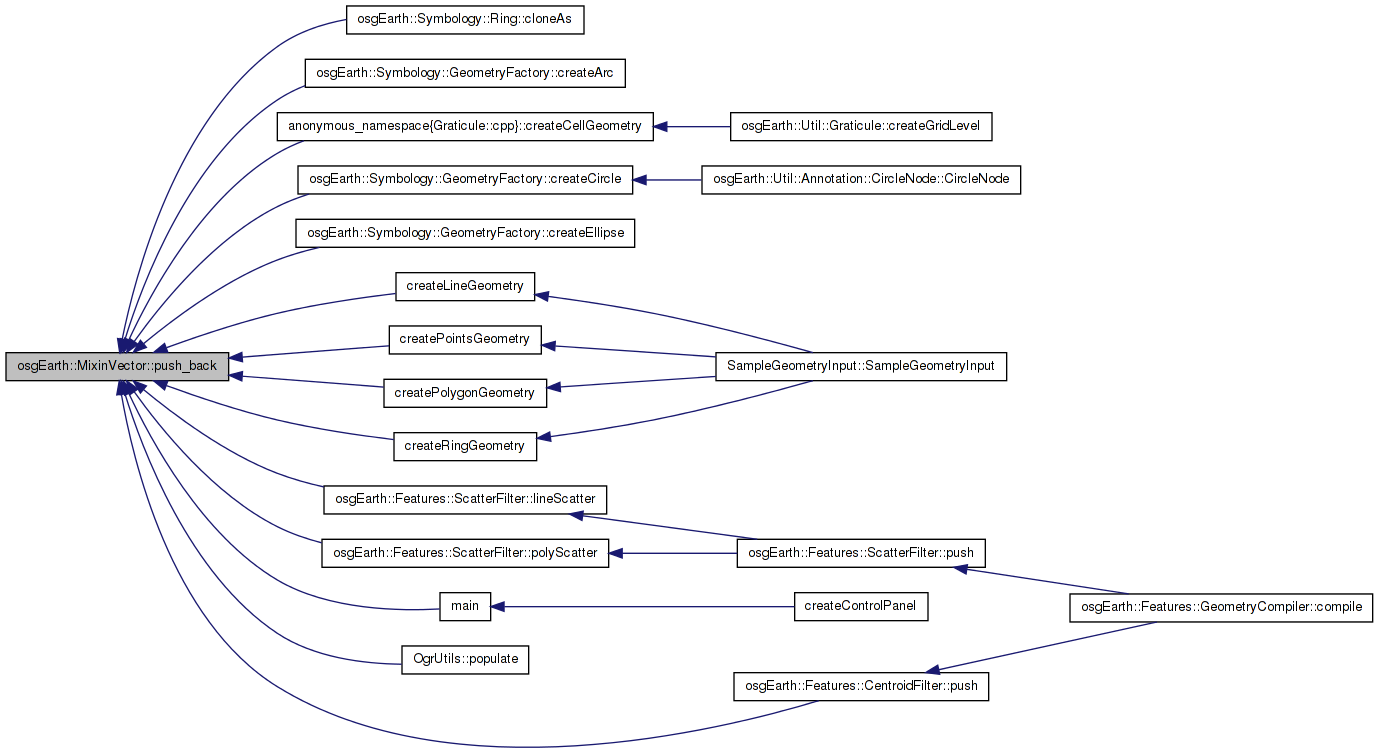 osgEarth::Symbology::Ring::cloneAs
osgEarth::Symbology::GeometryFactory::createArc
anonymous_namespace{Graticule::cpp}::createCellGeometry
osgEarth::Util::Graticule::createGridLevel
osgEarth::Symbology::GeometryFactory::createCircle
osgEarth::Util::Annotation::CircleNode::CircleNode
osgEarth::Symbology::GeometryFactory::createEllipse
createLineGeometry
createPointsGeometry
osgEarth::MixinVector::push_back
SampleGeometryInput::SampleGeometryInput
createPolygonGeometry
createRingGeometry
osgEarth::Features::ScatterFilter::lineScatter
osgEarth::Features::ScatterFilter::polyScatter
osgEarth::Features::ScatterFilter::push
main
createControlPanel
osgEarth::Features::GeometryCompiler::compile
OgrUtils::populate
osgEarth::Features::CentroidFilter::push